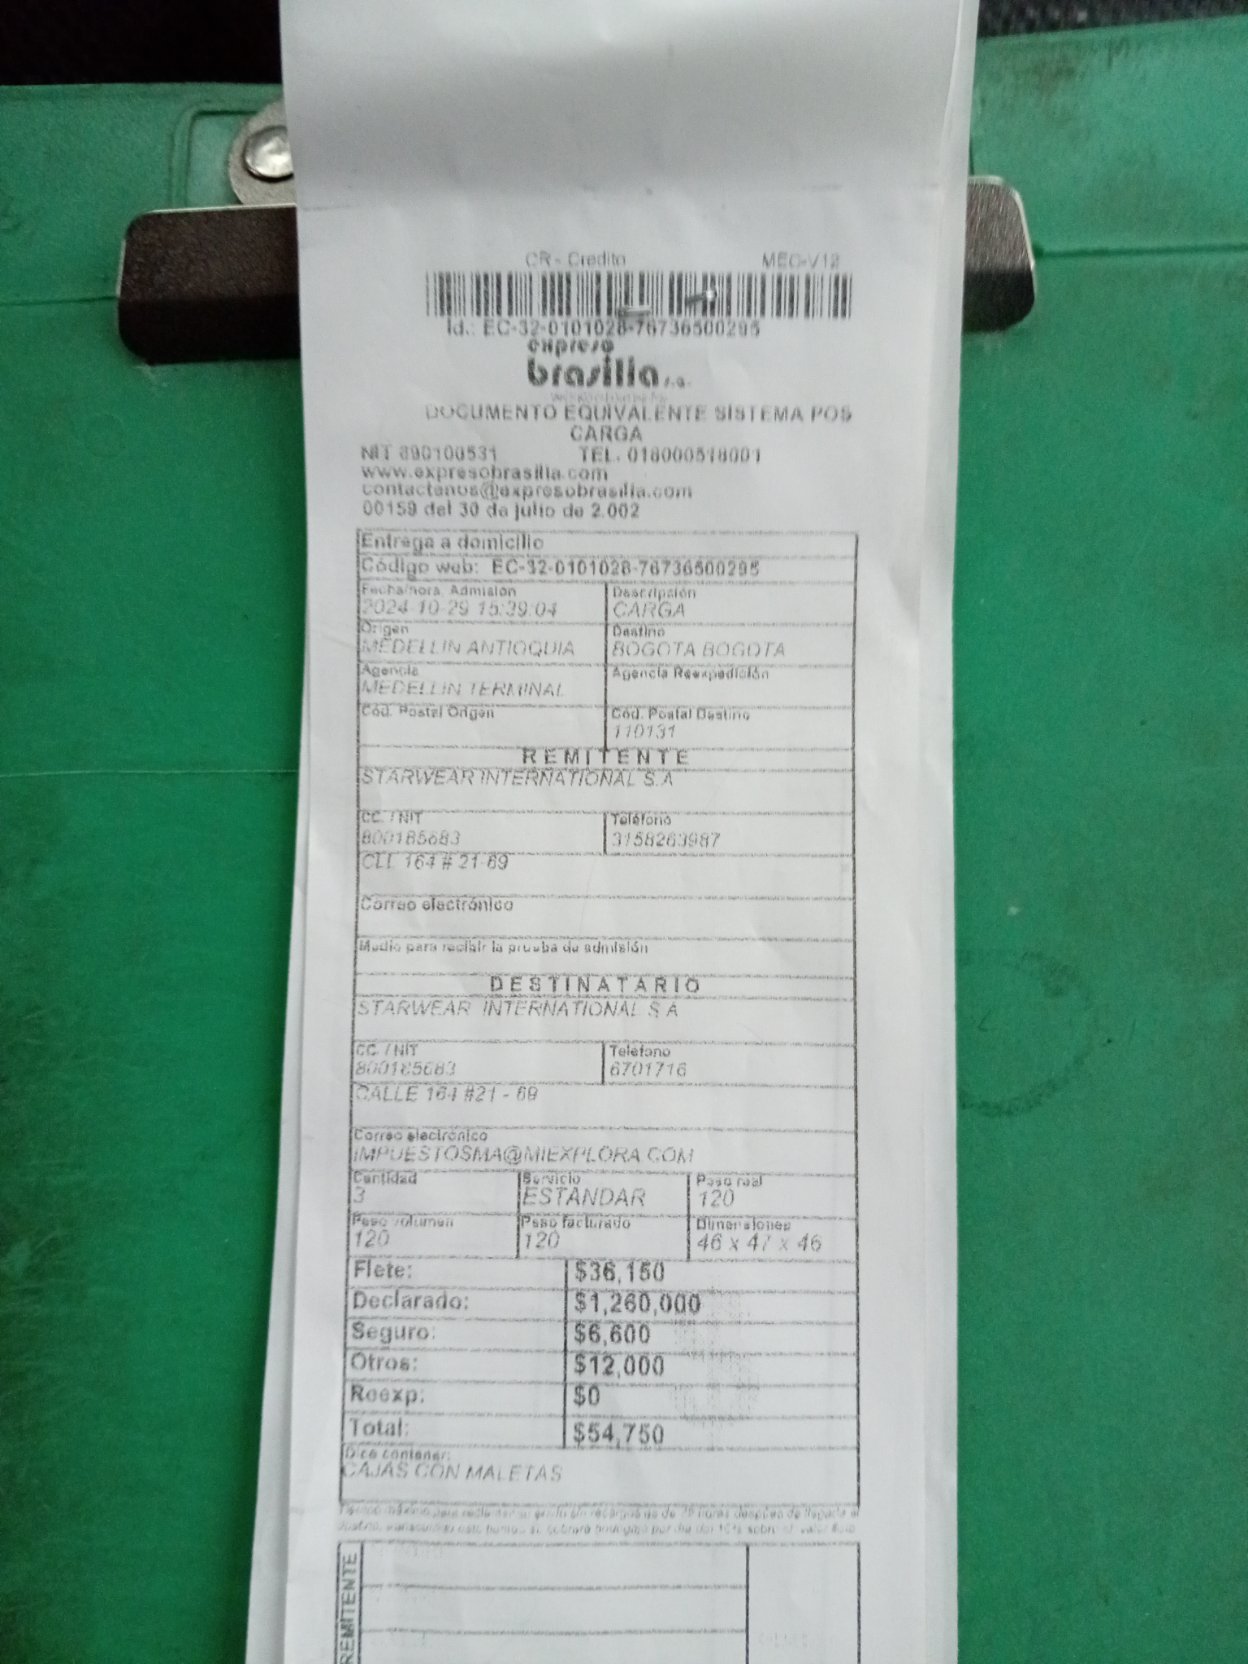 CR - Credito MEC-V12
Id.: EC-32-0101028-76736500295
expreso
brasilia s.a.
DOCUMENTO EQUIVALENTE SISTEMA POS
CARGA
NIT 890100531 TEL. 018000518001
www.expresobrasilia.com
contactenos@expresobrasilia.com
00159 del 30 de julio de 2.002
Entrega a domicilio
Código web: EC-32-0101028-76736500295
Fecha/hora. Admisión Descripsión
2024-10-29 15:39:04 CARGA
Origen Destino
MEDELLIN ANTIOQUIA BOGOTA BOGOTA
Agencia Agencia Reexpedición
MEDELLIN TERMINAL
Cód. Postal Origen Cód. Postal Destino
110131
REMITENTE
STARWEAR INTERNATIONAL S.A
CC. / NIT Teléfono
800185683 3158263987
CLL 164 # 21-69
Correo electrónico
Medio para recibir la prueba de admisión
DESTINATARIO
STARWEAR INTERNATIONAL S A
CC. / NIT Telefano
800185683 6701716
CALLE 164 #21 - 69
Correo electrónico
IMPUESTOSMA@MIEXPLORA.COM
Cantidad Servicio Peso real
3 ESTANDAR 120
Peso volumen Peso facturado Dimensiones
120 120 46 x 47 x 46
Flete: $36,150
Declarado: $1,260,000
Seguro: $6,600
Otros: $12,000
Reexp: $0
Total: $54,750
Dice contener:
CAJAS CON MALETAS
REMITENTE